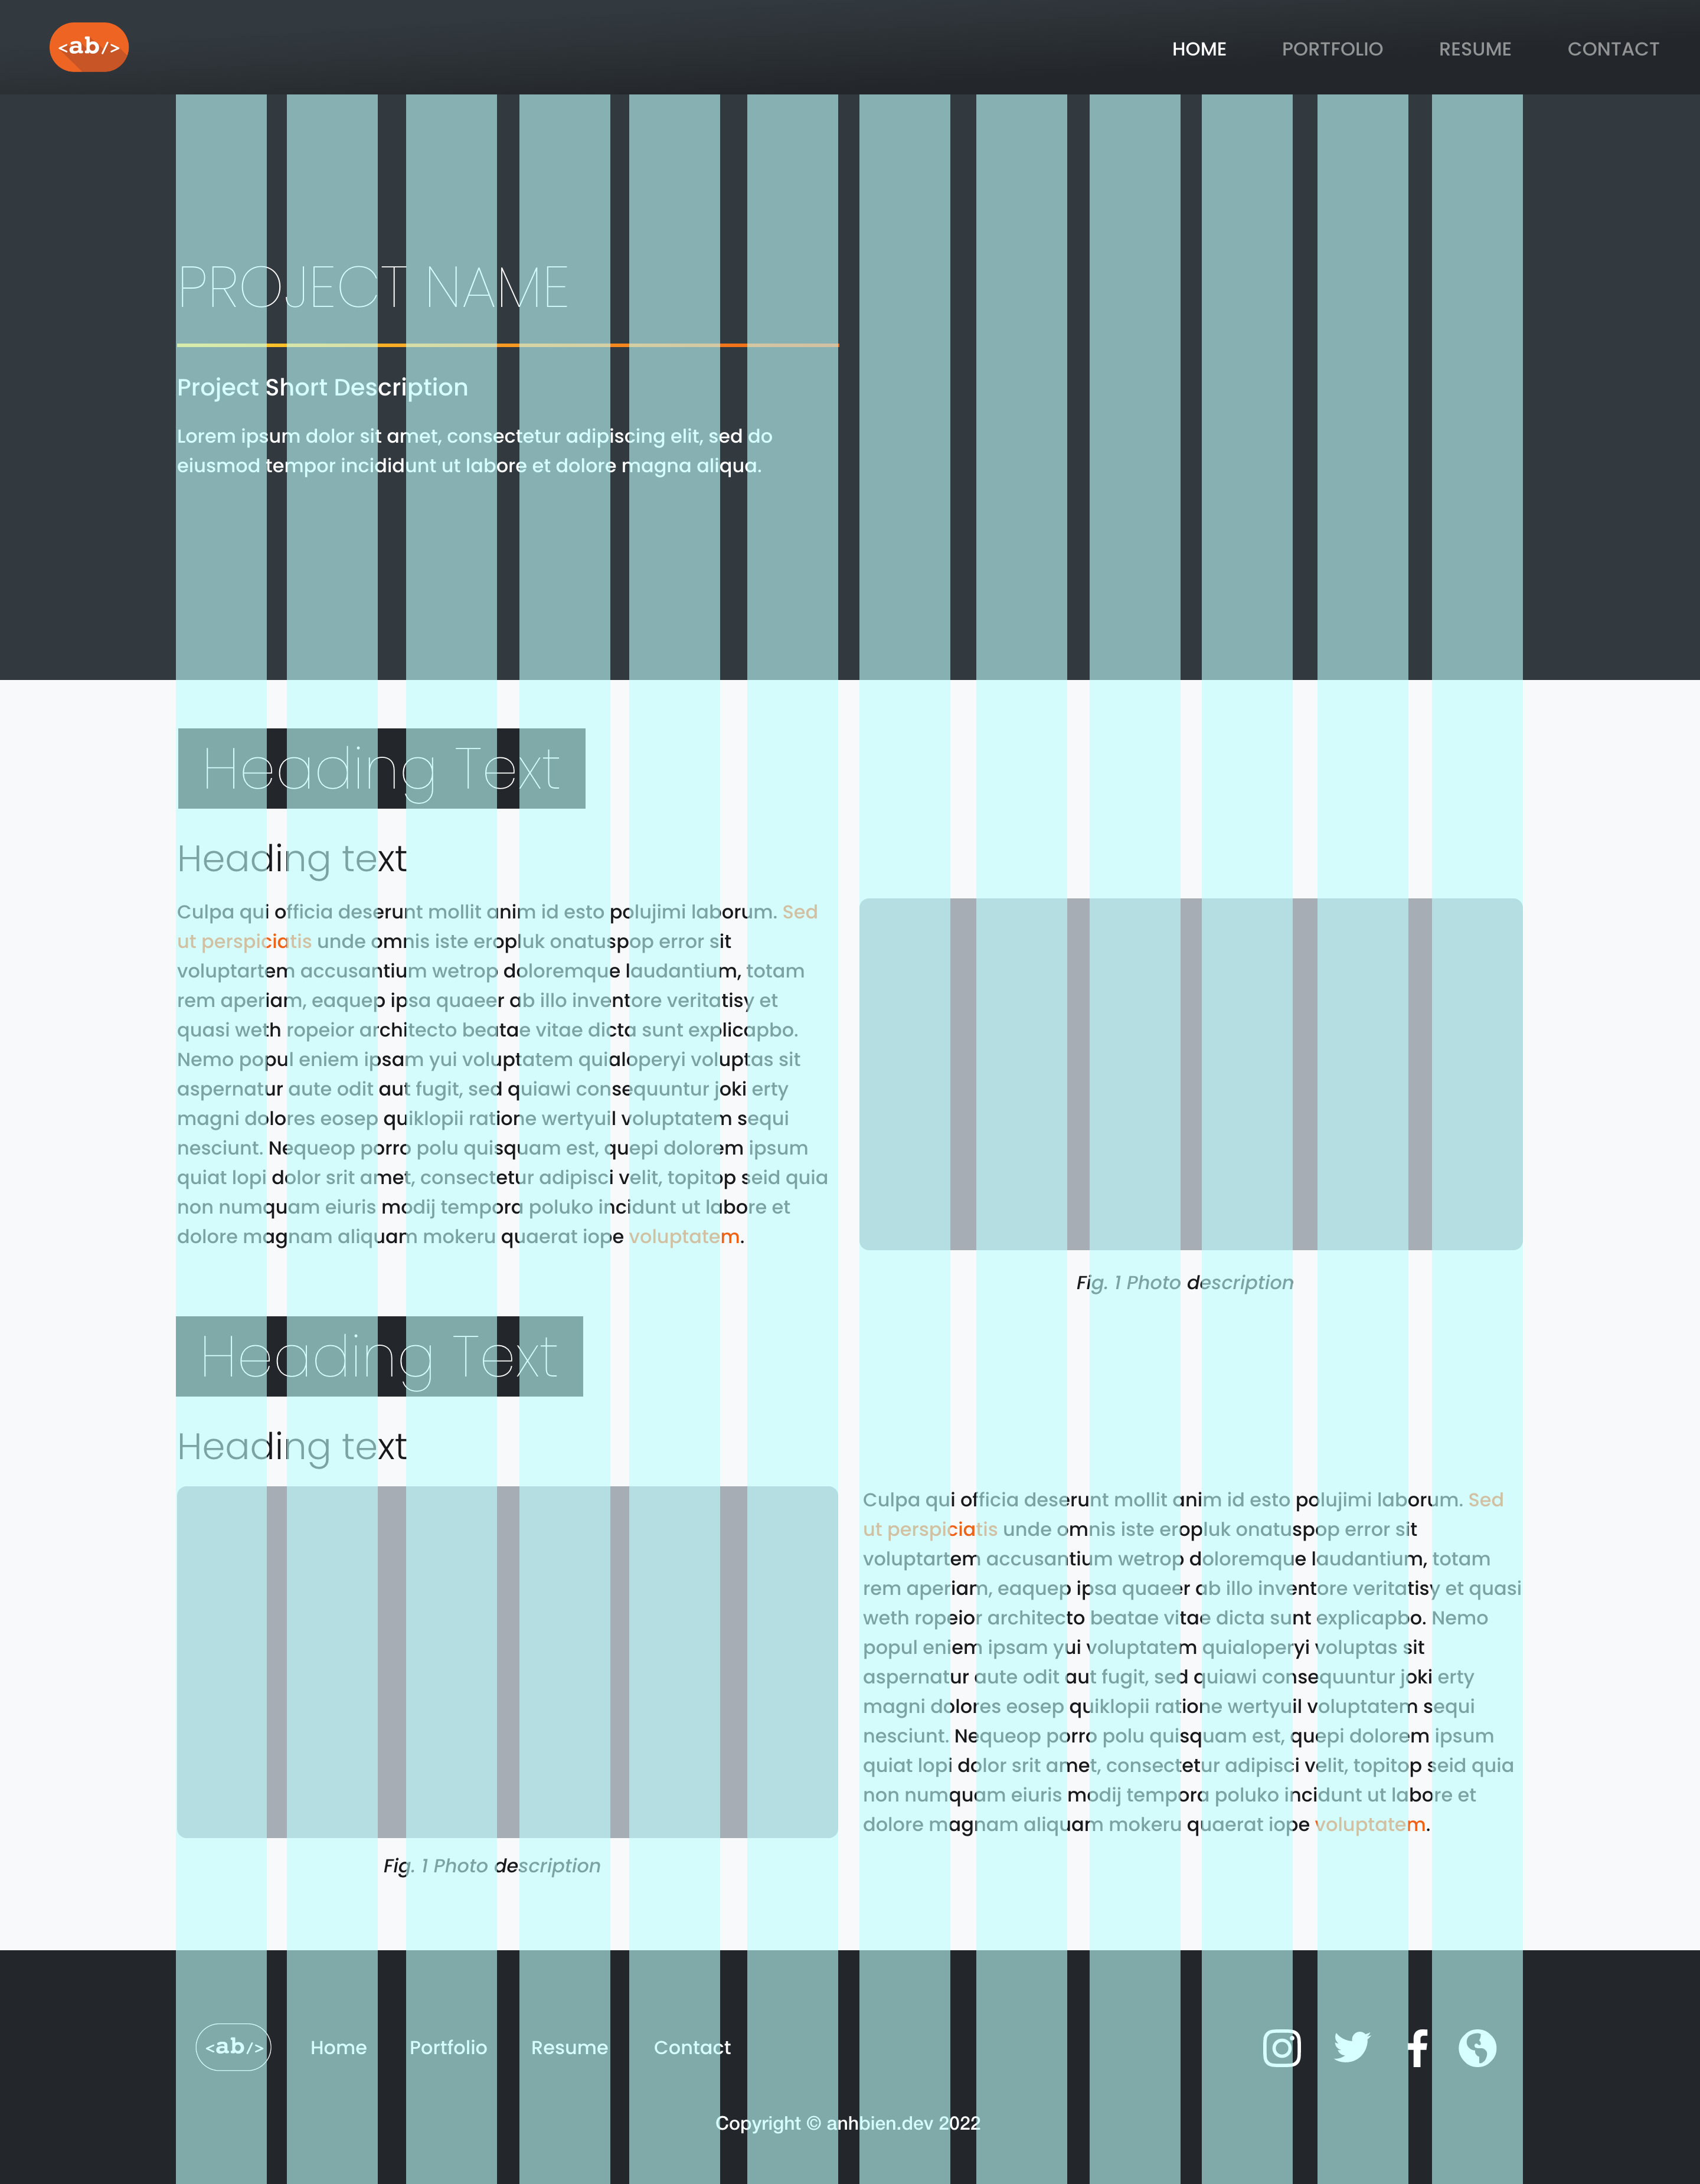 <ab/>
HOME PORTFOLIO RESUME CONTACT
PROJECT NAME
Project Short Description
Lorem ipsum dolor sit amet, consectetur adipiscing elit, sed do
eiusmod tempor incididunt ut labore et dolore magna aliqua.
Heading Text
Heading text
Culpa qui officia deserunt mollit anim id esto polujimi laborum. Sed
ut perspiciatis unde omnis iste eropluk onatuspop error sit
voluptartem accusantium wetrop doloremque laudantium, totam
rem aperiam, eaquep ipsa quaeer ab illo inventore veritatisy et
quasi weth ropeior architecto beatae vitae dicta sunt explicapbo.
Nemo popul eniem ipsam yui voluptatem quialoperyi voluptas sit
aspernatur aute odit aut fugit, sed quiawi consequuntur joki erty
magni dolores eosep quiklopii ratione wertyuil voluptatem sequi
nesciunt. Nequeop porro polu quisquam est, quepi dolorem ipsum
quiat lopi dolor srit amet, consectetur adipisci velit, topitop seid quia
non numquam eiuris modij tempora poluko incidunt ut labore et
dolore magnam aliquam mokeru quaerat iope voluptatem.
Fig. 1 Photo description
Heading Text
Heading text
Culpa qui officia deserunt mollit anim id esto polujimi laborum. Sed
ut perspiciatis unde omnis iste eropluk onatuspop error sit
voluptartem accusantium wetrop doloremque laudantium, totam
rem aperiam, eaquep ipsa quaeer ab illo inventore veritatisy et quasi
weth ropeior architecto beatae vitae dicta sunt explicapbo. Nemo
popul eniem ipsam yui voluptatem quialoperyi voluptas sit
aspernatur aute odit aut fugit, sed quiawi consequuntur joki erty
magni dolores eosep quiklopii ratione wertyuil voluptatem sequi
nesciunt. Nequeop porro polu quisquam est, quepi dolorem ipsum
quiat lopi dolor srit amet, consectetur adipisci velit, topitop seid quia
non numquam eiuris modij tempora poluko incidunt ut labore et
dolore magnam aliquam mokeru quaerat iope voluptatem.
Fig. 1 Photo description
<ab/> Home Portfolio Resume Contact
Copyright © anhbien.dev 2022